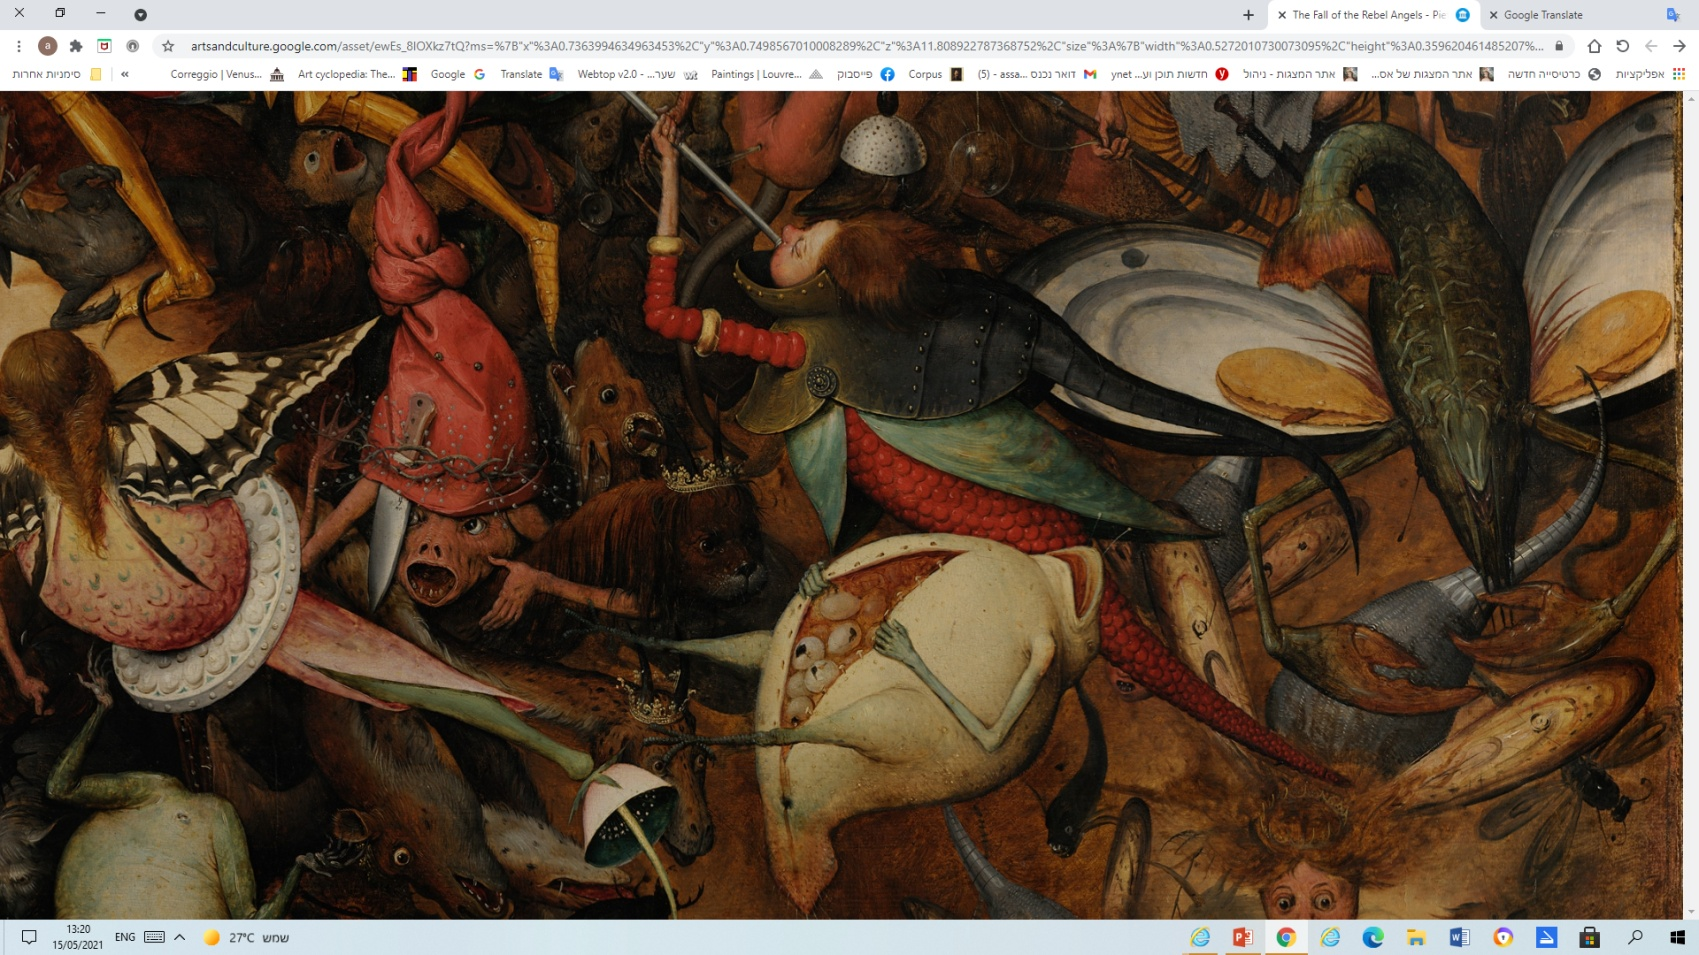 The Fall of the Rebel Angels - Pie
Google Translate
a
artsandculture.google.com/asset/ewEs_8IOXkz7tQ?ms=%7B"x"%3A0.7363994634963453%2C"y"%3A0.7498567010008289%2C"z"%3A11.808922787368752%2C"size"%3A%7B"width"%3A0.5272017030073095%2C"height"%3A0.359620461485207%...
אפליקציות
כרטיסייה חדשה
אתר המצגות של אס...
אתר המצגות - ניהול
ynet חדשות תוכן וע...
דואר נכנס (5) - assa...
Corpus
פייסבוק
Paintings | Louvre...
Webtop v2.0 - שער...
Translate
Google
Art cyclopedia: The...
Correggio | Venus...
»
סימניות אחרות
13:20
15/05/2021
ENG
27°C שמש